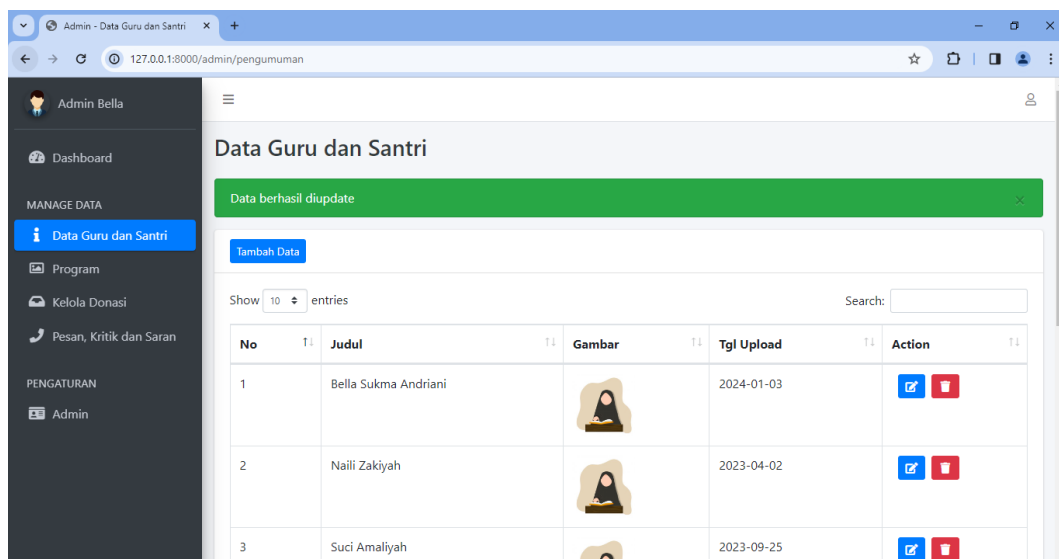 Admin - Data Guru dan Santri
127.0.0.1:8000/admin/pengumuman
Admin Bella
Dashboard
MANAGE DATA
Data Guru dan Santri
Program
Kelola Donasi
Pesan, Kritik dan Saran
PENGATURAN
Admin
Data Guru dan Santri
Data berhasil diupdate
Tambah Data
Show 10 entries
Search:
No Judul Gambar Tgl Upload Action
1 Bella Sukma Andriani 2024-01-03
2 Naili Zakiyah 2023-04-02
3 Suci Amaliyah 2023-09-25